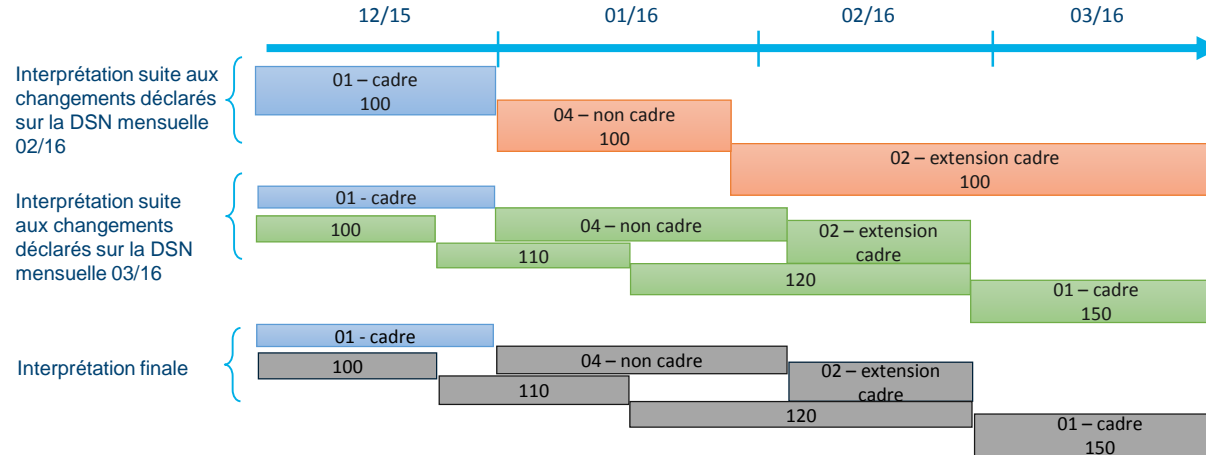 12/15
01/16
02/16
03/16
Interprétation suite aux
changements déclarés
sur la DSN mensuelle
02/16
01 – cadre
100
04 – non cadre
100
02 – extension cadre
100
Interprétation suite
aux changements
déclarés sur la DSN
mensuelle 03/16
01 - cadre
100
04 – non cadre
110
02 – extension
cadre
120
01 – cadre
150
Interprétation finale
01 - cadre
100
04 – non cadre
110
02 – extension
cadre
120
01 – cadre
150